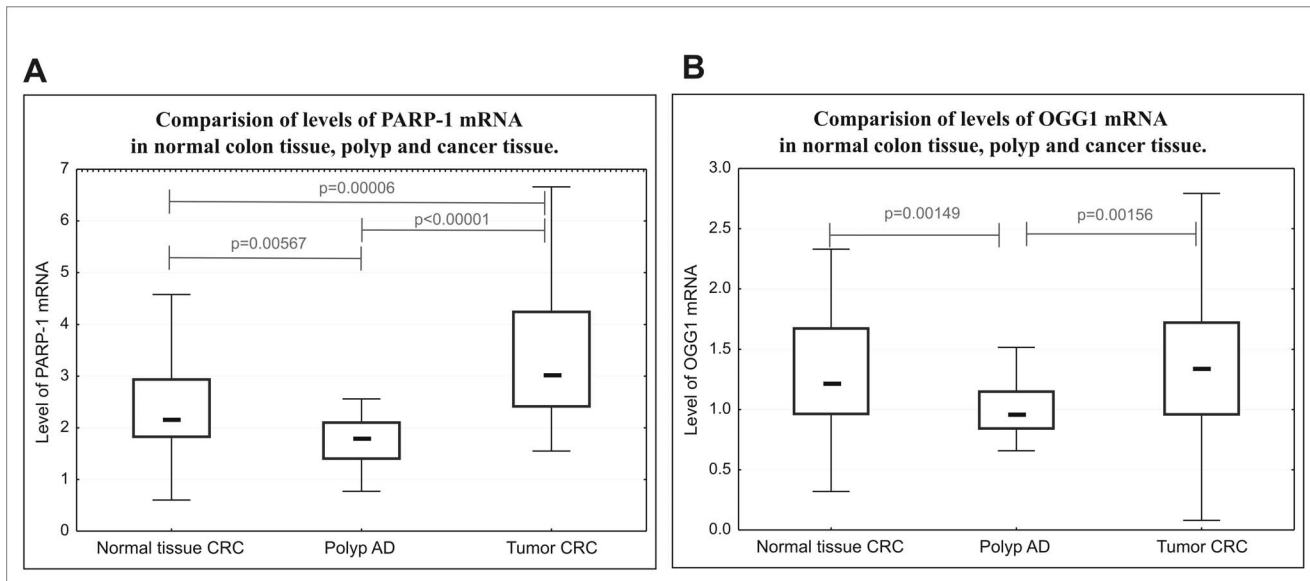 A
Comparision of levels of PARP-1 mRNA
in normal colon tissue, polyp and cancer tissue.
Level of PARP-1 mRNA
7
6
5
4
3
2
1
0
p=0.00006
p<0.00001
p=0.00567
Normal tissue CRC
Polyp AD
Tumor CRC
B
Comparision of levels of OGG1 mRNA
in normal colon tissue, polyp and cancer tissue.
Level of OGG1 mRNA
3.0
2.5
2.0
1.5
1.0
0.5
0.0
p=0.00149
p=0.00156
Normal tissue CRC
Polyp AD
Tumor CRC